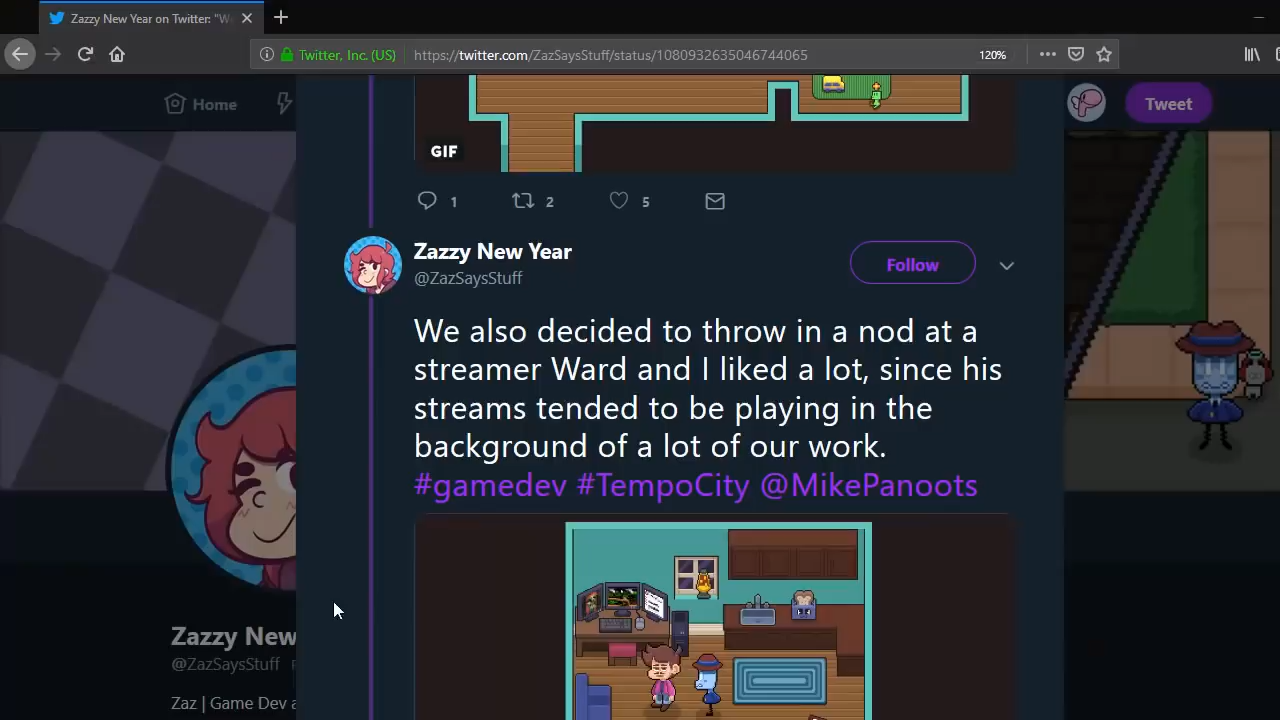 Zazzy New Year on Twitter: "We
Twitter, Inc. (US)
https://twitter.com/ZazSaysStuff/status/1080932635046744065
120%
Home
Tweet
GIF
1
2
5
Zazzy New Year
@ZazSaysStuff
Follow
We also decided to throw in a nod at a
streamer Ward and I liked a lot, since his
streams tended to be playing in the
background of a lot of our work.
#gamedev #TempoCity @MikePanoots
Zazzy New
@ZazSaysStuff
Zaz | Game Dev a